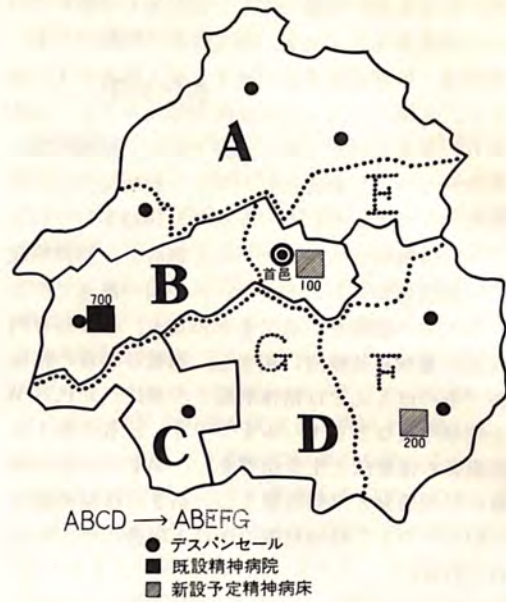 A
E
首邑
100
B
700
G
F
C
D
200
ABCD → ABEFG
● デスパンセール
■ 既設精神病院
■ 新設予定精神病床